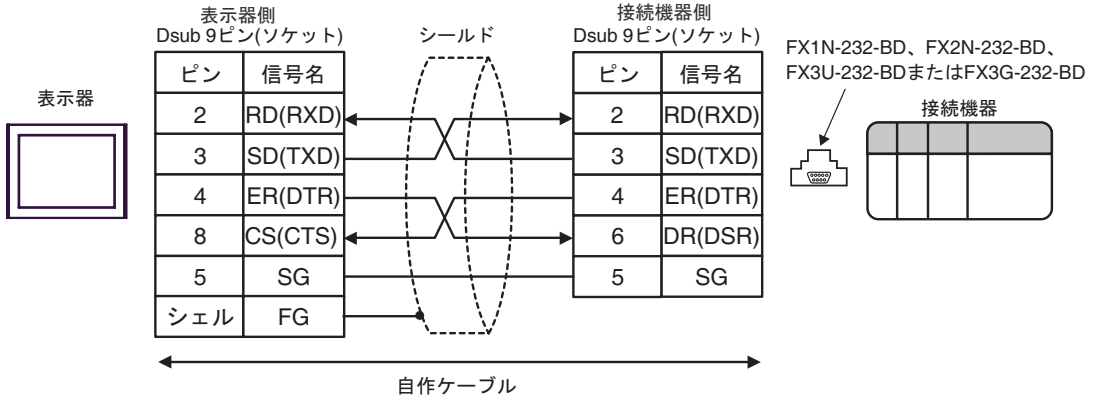 表示器側
Dsub 9ピン(ソケット)
シールド
接続機器側
Dsub 9ピン(ソケット)
FX1N-232-BD、FX2N-232-BD、
FX3U-232-BDまたはFX3G-232-BD
表示器
接続機器
ピン 信号名
2 RD(RXD)
3 SD(TXD)
4 ER(DTR)
8 CS(CTS)
5 SG
シェル FG
ピン 信号名
2 RD(RXD)
3 SD(TXD)
4 ER(DTR)
6 DR(DSR)
5 SG
自作ケーブル